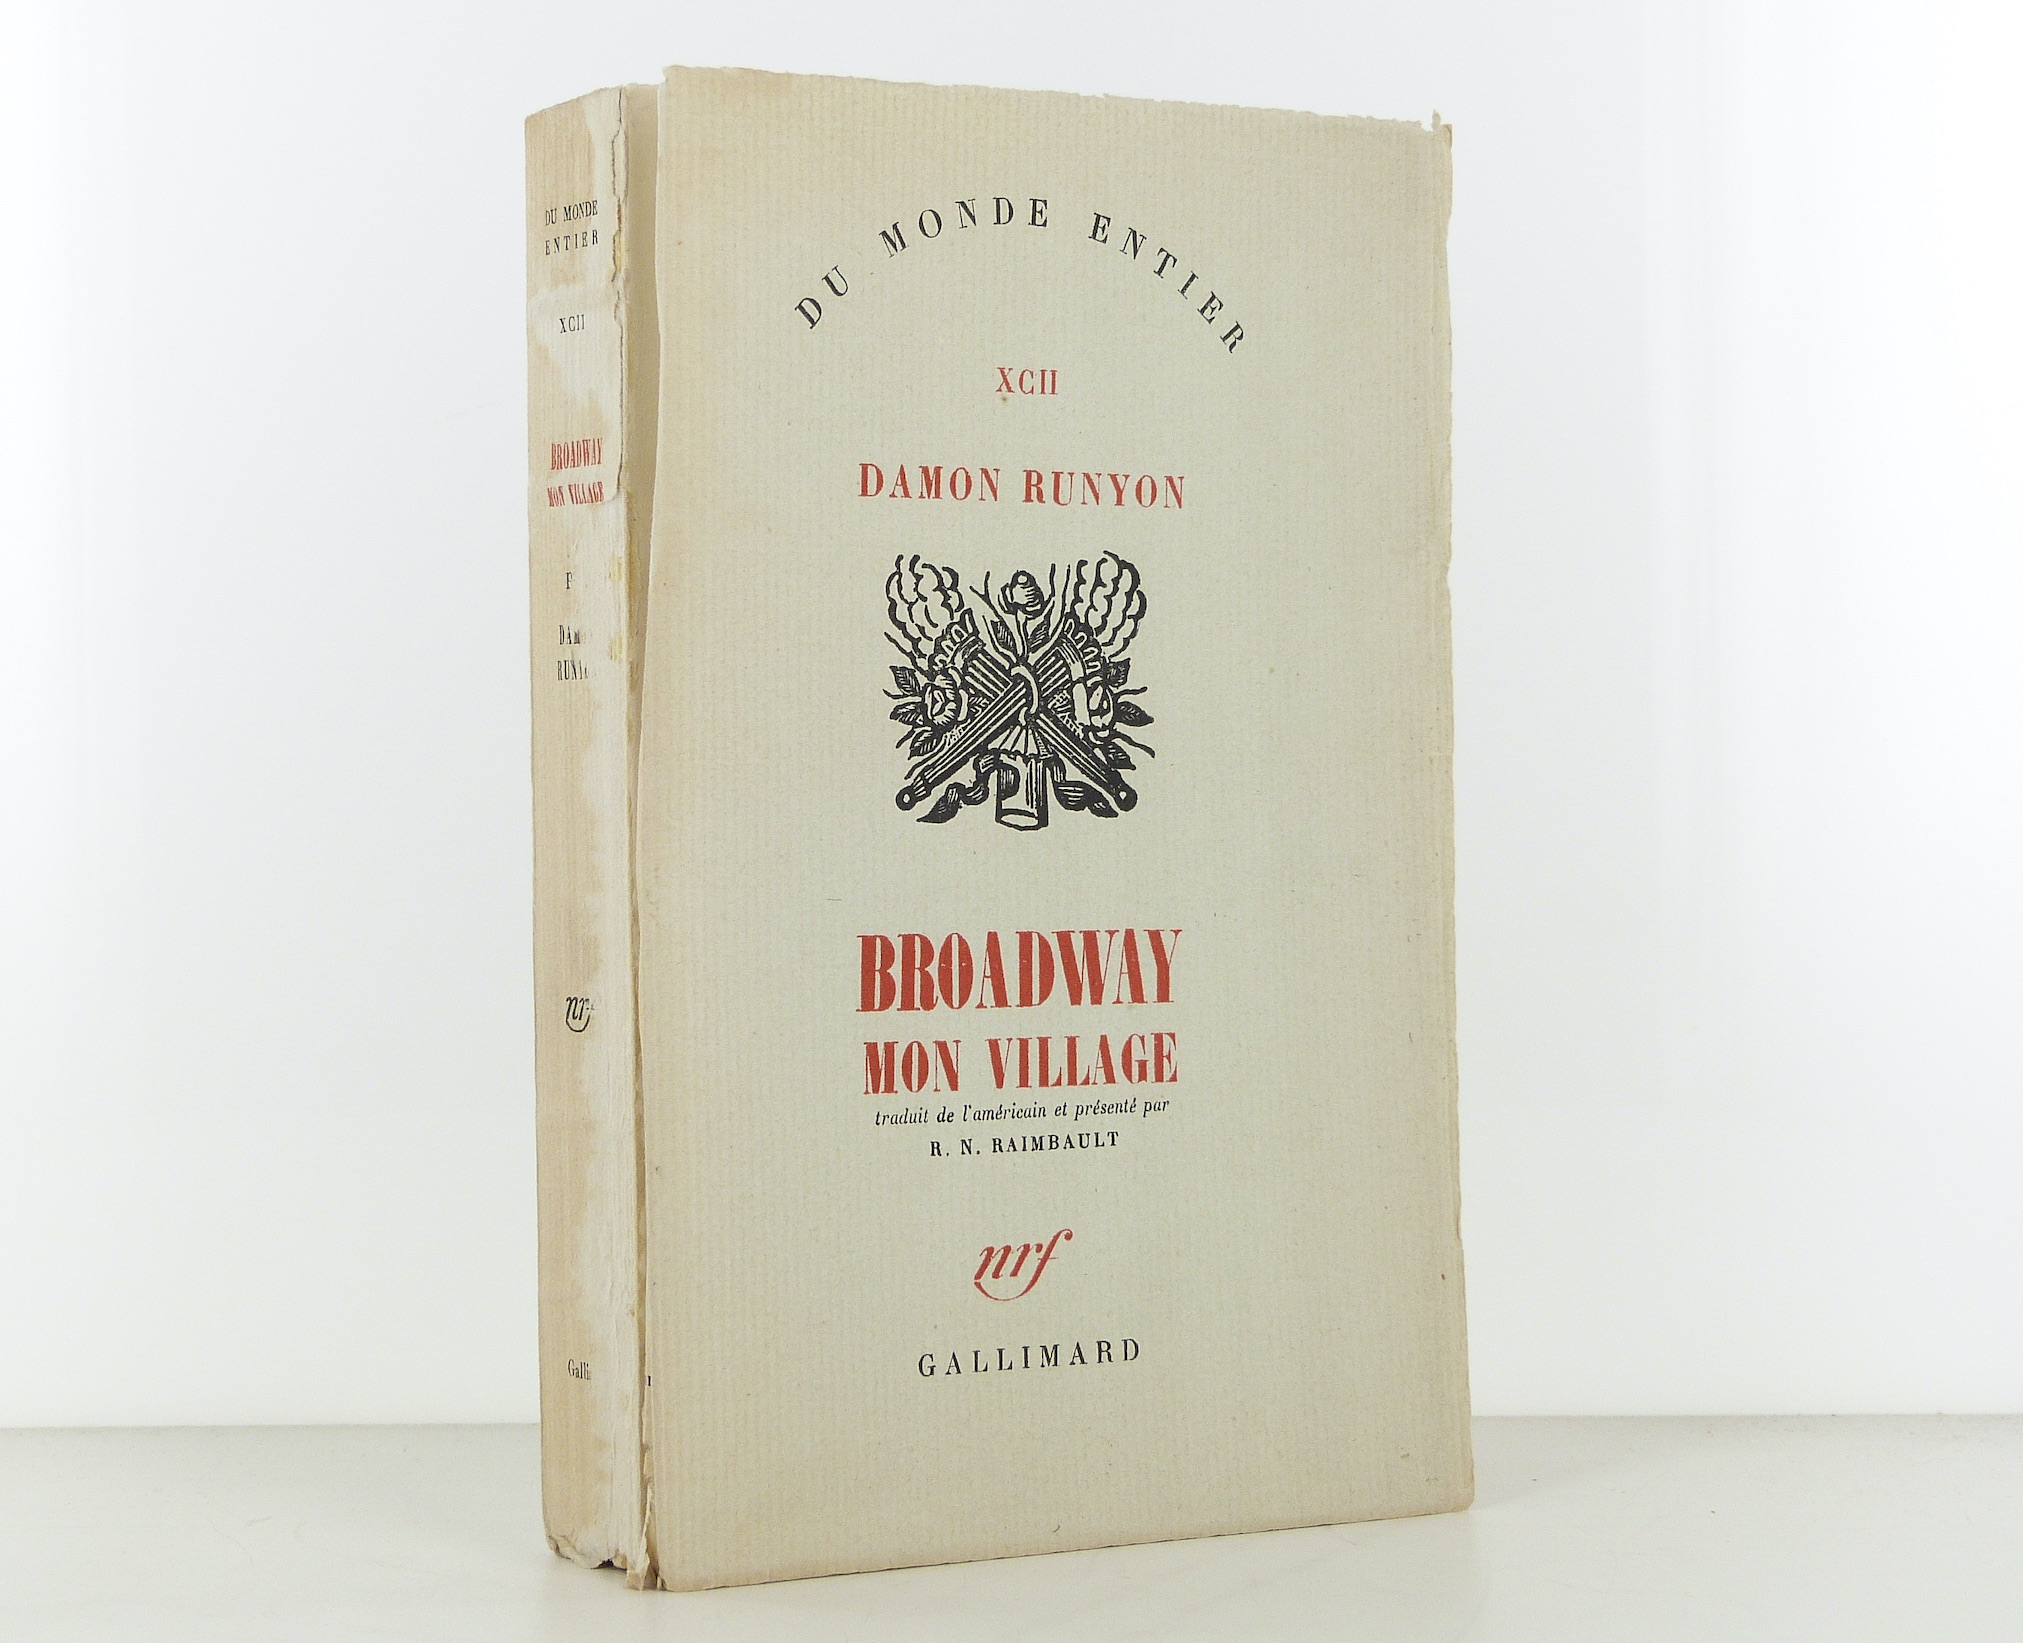 DU MONDE
ENTIER
XCII
BROADWAY
MON VILLAGE
nrf
DU MONDE ENTIER
XCII
DAMON RUNYON
BROADWAY
MON VILLAGE
traduit de l'américain et présenté par
R. N. RAIMBAULT
nrf
GALLIMARD